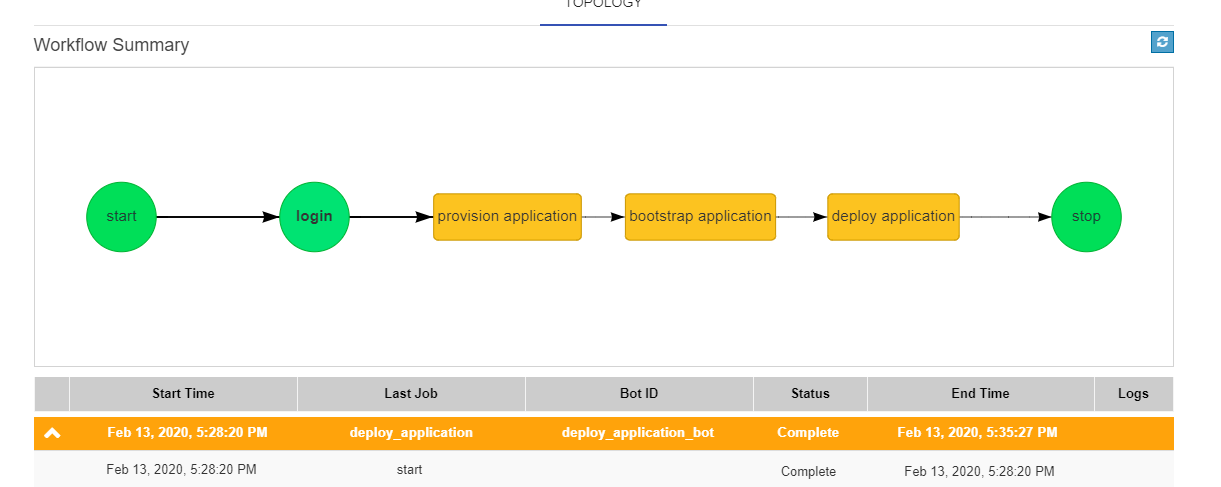 TOPOLOGY
Workflow Summary
start login provision application bootstrap application deploy application stop
Start Time Last Job Bot ID Status End Time Logs
Feb 13, 2020, 5:28:20 PM deploy_application deploy_application_bot Complete Feb 13, 2020, 5:35:27 PM
Feb 13, 2020, 5:28:20 PM start Complete Feb 13, 2020, 5:28:20 PM